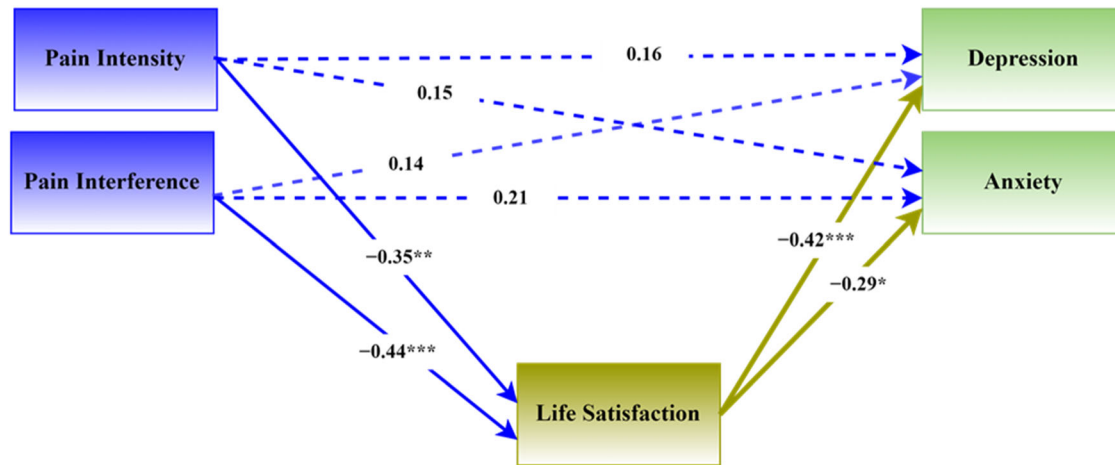 Pain Intensity
0.16
Depression
0.15
Pain Interference
0.14
Anxiety
0.21
−0.35**
−0.42***
−0.29*
−0.44***
Life Satisfaction